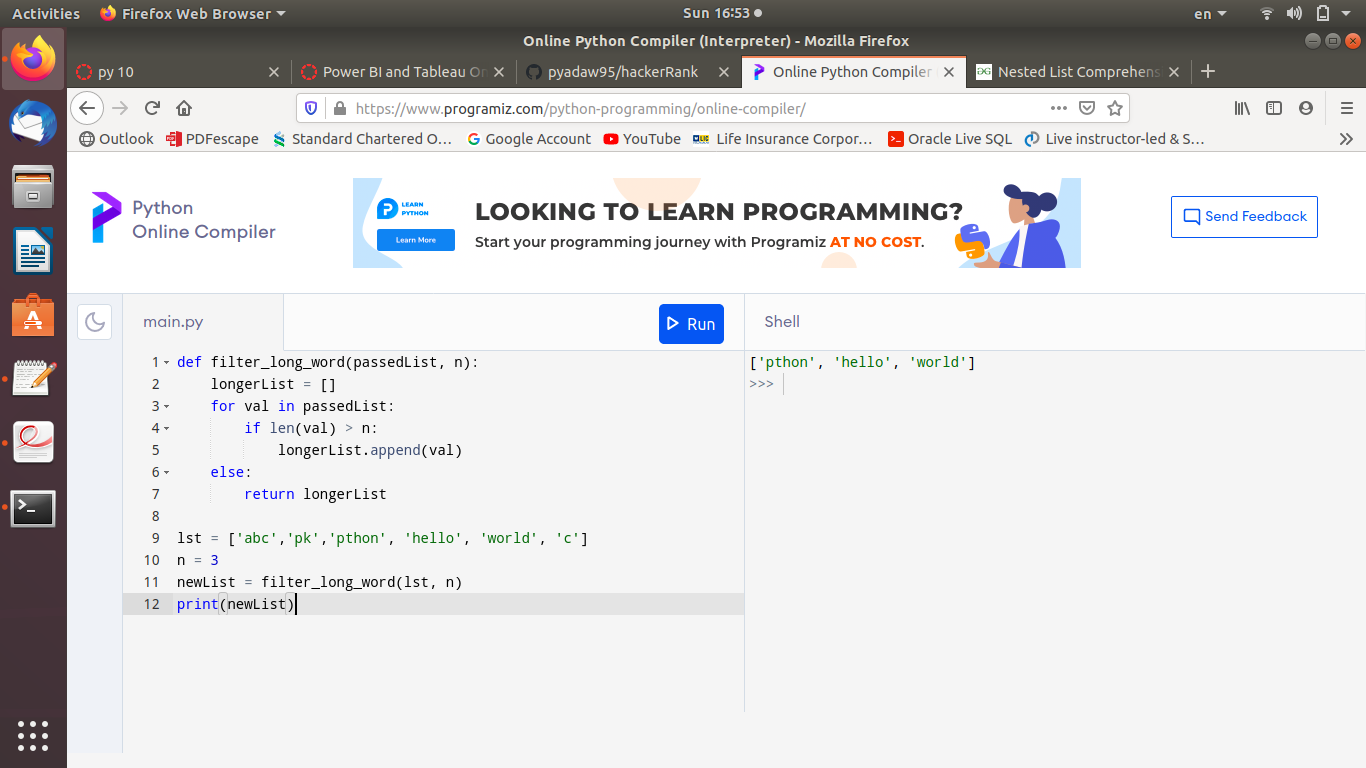 Activities Firefox Web Browser Sun 16:53 en
Online Python Compiler (Interpreter) - Mozilla Firefox
py 10 Power BI and Tableau Or pyadaw95/hackerRank Online Python Compiler Nested List Comprehens
https://www.programiz.com/python-programming/online-compiler/
Outlook PDFescape Standard Chartered O… Google Account YouTube LIC Life Insurance Corpor… Oracle Live SQL Live instructor-led & S…
Python
Online Compiler
LEARN
PYTHON
Learn More
LOOKING TO LEARN PROGRAMMING?
Start your programming journey with Programiz AT NO COST.
Send Feedback
main.py
Run
Shell
1 def filter_long_word(passedList, n):
2 longerList = []
3 for val in passedList:
4 if len(val) > n:
5 longerList.append(val)
6 else:
7 return longerList
8
9 lst = ['abc','pk','pthon', 'hello', 'world', 'c']
10 n = 3
11 newList = filter_long_word(lst, n)
12 print(newList)
['pthon', 'hello', 'world']
>>>